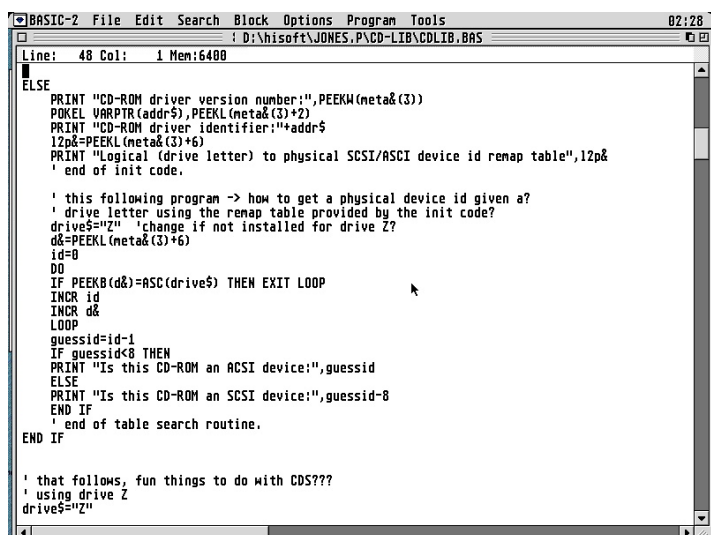 BASIC-2 File Edit Search Block Options Program Tools 02:28
D:\hisoft\JONES.P\CD-LIB\CDLIB.BAS
Line: 48 Col: 1 Mem:6400
ELSE
PRINT "CD-ROM driver version number:",PEEKW(meta&(3))
POKEL VARPTR(addr$),PEEKL(meta&(3)+2)
PRINT "CD-ROM driver identifier:"+addr$
l2p&=PEEKL(meta&(3)+6)
PRINT "Logical (drive letter) to physical SCSI/ASCI device id remap table",l2p&
' end of init code.
' this following program -> how to get a physical device id given a?
' drive letter using the remap table provided by the init code?
drive$="Z" 'change if not installed for drive Z?
d&=PEEKL(meta&(3)+6)
id=0
DO
IF PEEKB(d&)=ASC(drive$) THEN EXIT LOOP
INCR id
INCR d&
LOOP
guessid=id-1
IF guessid<8 THEN
PRINT "Is this CD-ROM an ACSI device:",guessid
ELSE
PRINT "Is this CD-ROM an SCSI device:",guessid-8
END IF
' end of table search routine.
END IF
' that follows, fun things to do with CDS???
' using drive Z
drive$="Z"